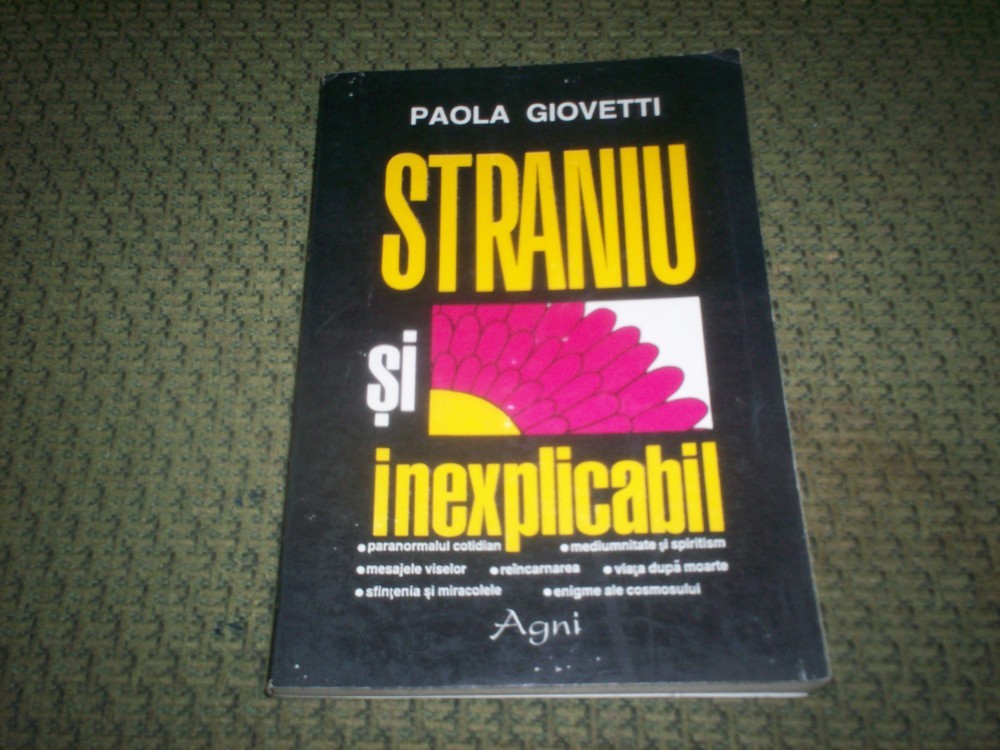 PAOLA GIOVETTI
STRANIU
și
inexplicabil
• paranormalul cotidian • mediumnitate și spiritism
• mesajele viselor • reîncarnarea • viața după moarte
• sfințenia și miracolele • enigme ale cosmosului
Agni